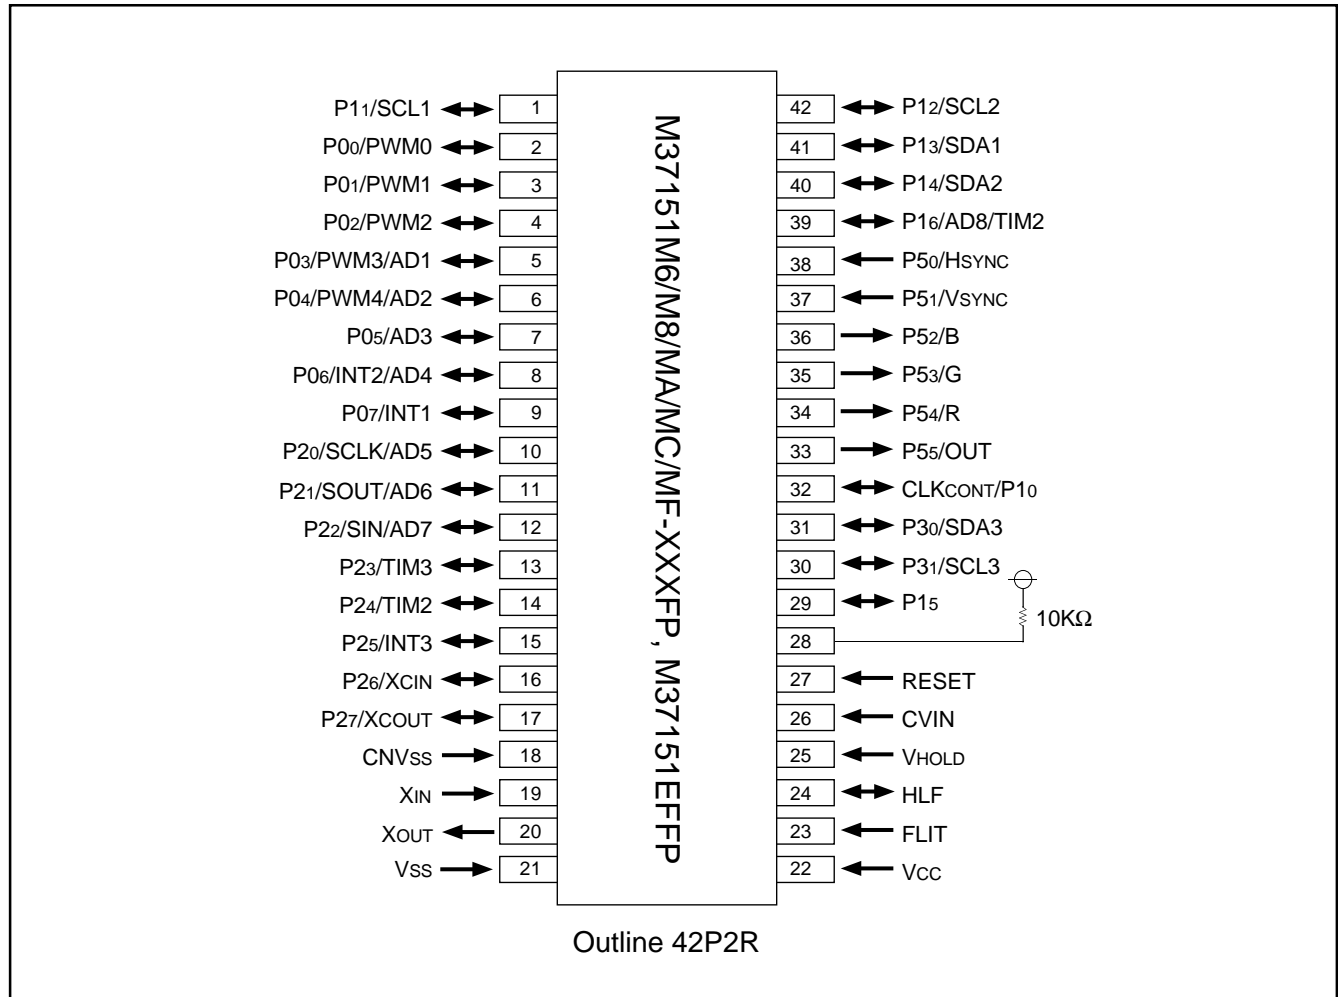 P11/SCL1 1 42 P12/SCL2
P00/PWM0 2 41 P13/SDA1
P01/PWM1 3 40 P14/SDA2
P02/PWM2 4 39 P16/AD8/TIM2
P03/PWM3/AD1 5 38 P50/HSYNC
P04/PWM4/AD2 6 37 P51/VSYNC
P05/AD3 7 36 P52/B
P06/INT2/AD4 8 35 P53/G
P07/INT1 9 34 P54/R
P20/SCLK/AD5 10 33 P55/OUT
P21/SOUT/AD6 11 32 CLKCONT/P10
P22/SIN/AD7 12 31 P30/SDA3
P23/TIM3 13 30 P31/SCL3
P24/TIM2 14 29 P15
10KΩ
P25/INT3 15 28
P26/XCIN 16 27 RESET
P27/XCOUT 17 26 CVIN
CNVSS 18 25 VHOLD
XIN 19 24 HLF
XOUT 20 23 FLIT
VSS 21 22 VCC
M37151M6/M8/MA/MC/MF-XXXFP, M37151EFFP
Outline 42P2R